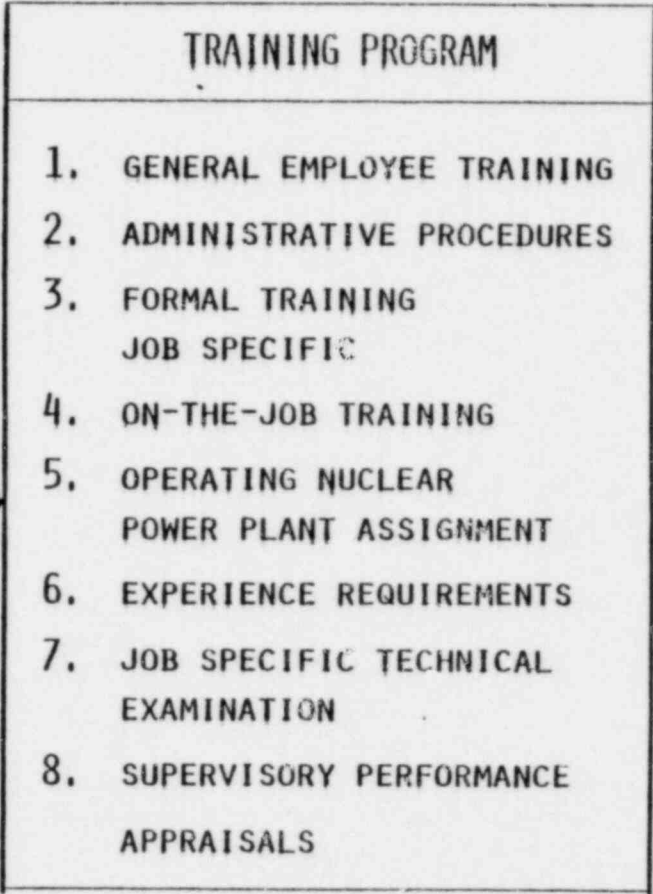 TRAINING PROGRAM
1. GENERAL EMPLOYEE TRAINING
2. ADMINISTRATIVE PROCEDURES
3. FORMAL TRAINING
JOB SPECIFIC
4. ON-THE-JOB TRAINING
5. OPERATING NUCLEAR
POWER PLANT ASSIGNMENT
6. EXPERIENCE REQUIREMENTS
7. JOB SPECIFIC TECHNICAL
EXAMINATION
8. SUPERVISORY PERFORMANCE
APPRAISALS